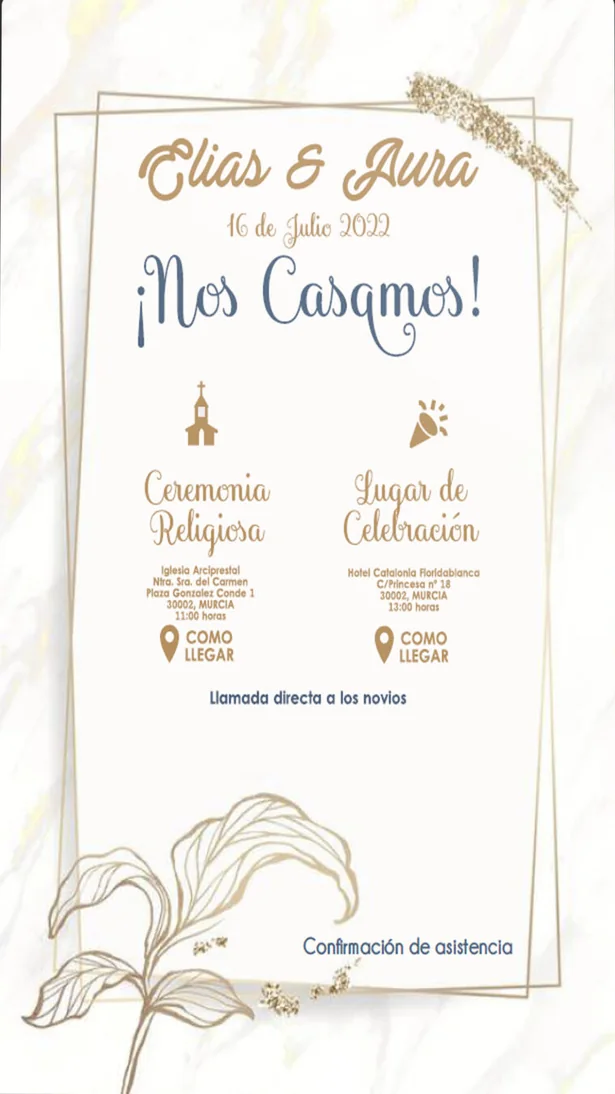 Elias & Aura
16 de Julio 2022
¡Nos Casamos!
Ceremonia
Religiosa
Iglesia Arciprestal
Ntra. Sra. del Carmen
Plaza Gonzalez Conde 1
30002, MURCIA
11:00 horas
COMO
LLEGAR
Lugar de
Celebración
Hotel Catalonia Floridablanca
C/Princesa nº 18
30002, MURCIA
13:00 horas
COMO
LLEGAR
Llamada directa a los novios
Confirmación de asistencia